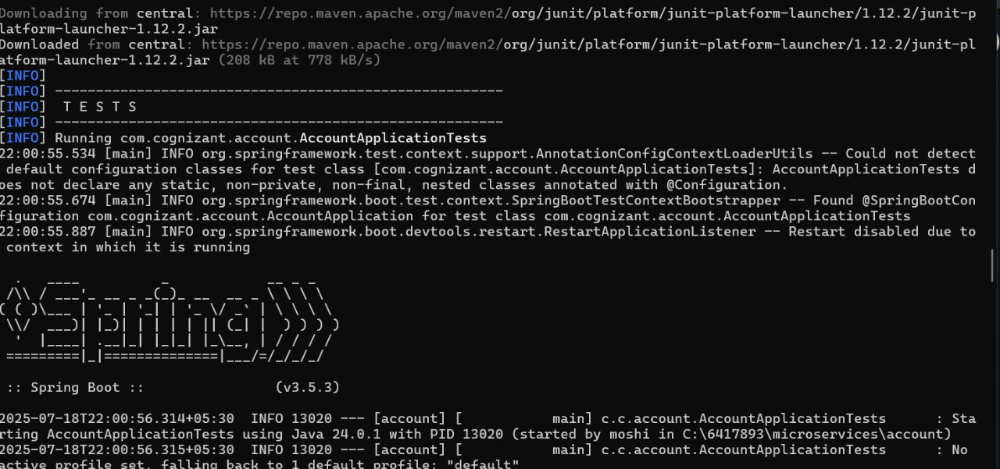 Downloading from central: https://repo.maven.apache.org/maven2/org/junit/platform/junit-platform-launcher/1.12.2/junit-p
latform-launcher-1.12.2.jar
Downloaded from central: https://repo.maven.apache.org/maven2/org/junit/platform/junit-platform-launcher/1.12.2/junit-pl
atform-launcher-1.12.2.jar (208 kB at 778 kB/s)
[INFO]
[INFO] -------------------------------------------------------
[INFO]  T E S T S
[INFO] -------------------------------------------------------
[INFO] Running com.cognizant.account.AccountApplicationTests
22:00:55.534 [main] INFO org.springframework.test.context.support.AnnotationConfigContextLoaderUtils -- Could not detect
 default configuration classes for test class [com.cognizant.account.AccountApplicationTests]: AccountApplicationTests d
oes not declare any static, non-private, non-final, nested classes annotated with @Configuration.
22:00:55.674 [main] INFO org.springframework.boot.test.context.SpringBootTestContextBootstrapper -- Found @SpringBootCon
figuration com.cognizant.account.AccountApplication for test class com.cognizant.account.AccountApplicationTests
22:00:55.887 [main] INFO org.springframework.boot.devtools.restart.RestartApplicationListener -- Restart disabled due to
 context in which it is running

  .   ____          _            __ _ _
 /\\ / ___'_ __ _ _(_)_ __  __ _ \ \ \ \
( ( )\___ | '_ | '_| | '_ \/ _` | \ \ \ \
 \\/  ___)| |_)| | | | | || (_| |  ) ) ) )
  '  |____| .__|_| |_|_| |_\__, | / / / /
 =========|_|==============|___/=/_/_/_/

 :: Spring Boot ::                (v3.5.3)

2025-07-18T22:00:56.314+05:30  INFO 13020 --- [account] [           main] c.c.account.AccountApplicationTests      : Sta
rting AccountApplicationTests using Java 24.0.1 with PID 13020 (started by moshi in C:\6417893\microservices\account)
2025-07-18T22:00:56.315+05:30  INFO 13020 --- [account] [           main] c.c.account.AccountApplicationTests      : No
active profile set, falling back to 1 default profile: "default"